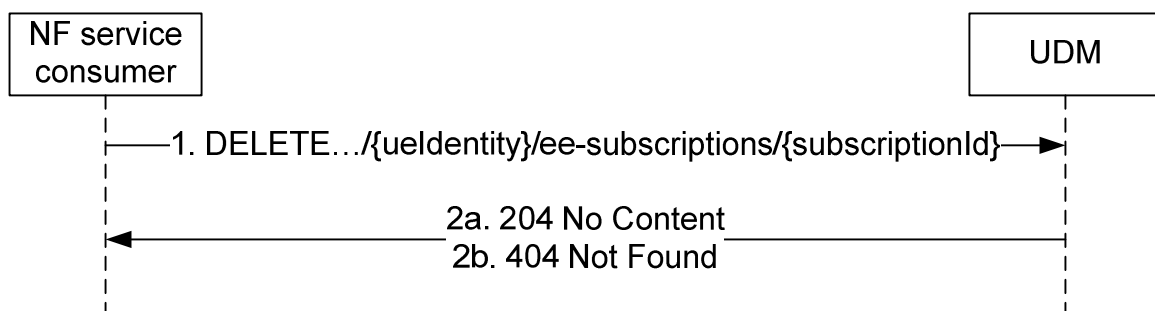 NF service
consumer
UDM
1. DELETE…/{ueIdentity}/ee-subscriptions/{subscriptionId}
2a. 204 No Content
2b. 404 Not Found